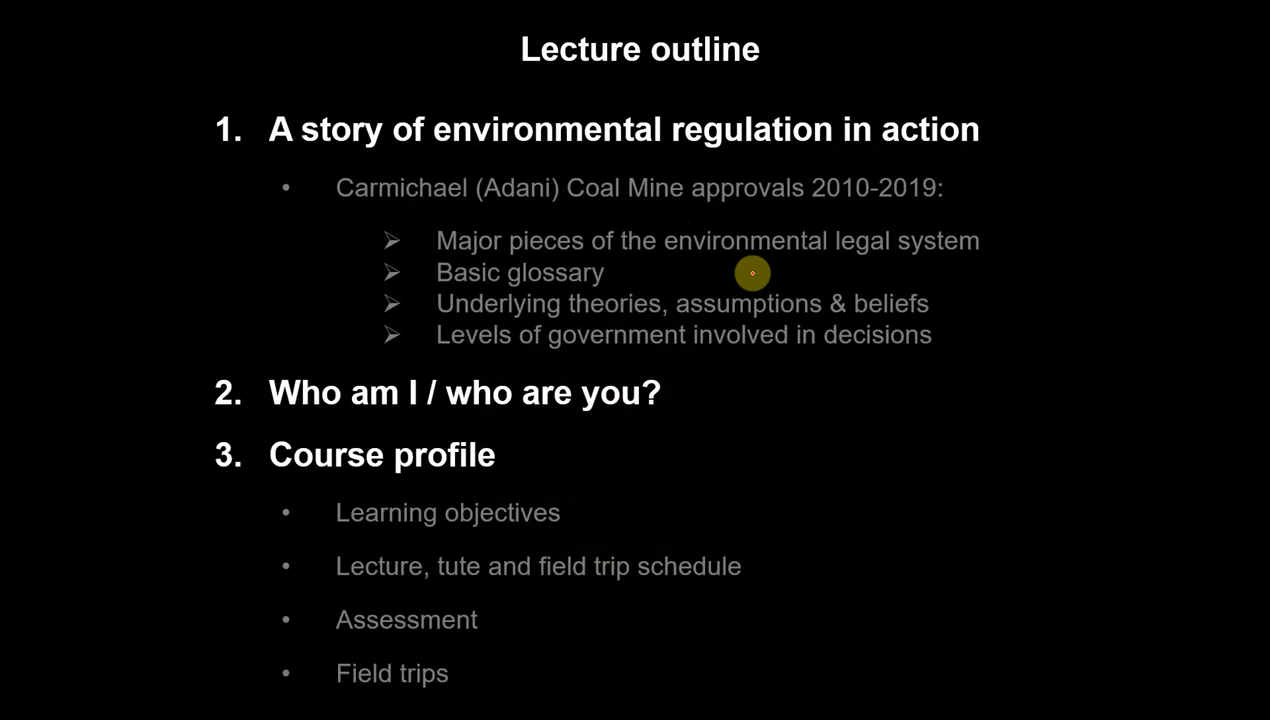 Lecture outline
1. A story of environmental regulation in action
• Carmichael (Adani) Coal Mine approvals 2010-2019:
➢ Major pieces of the environmental legal system
➢ Basic glossary
➢ Underlying theories, assumptions & beliefs
➢ Levels of government involved in decisions
2. Who am I / who are you?
3. Course profile
• Learning objectives
• Lecture, tute and field trip schedule
• Assessment
• Field trips